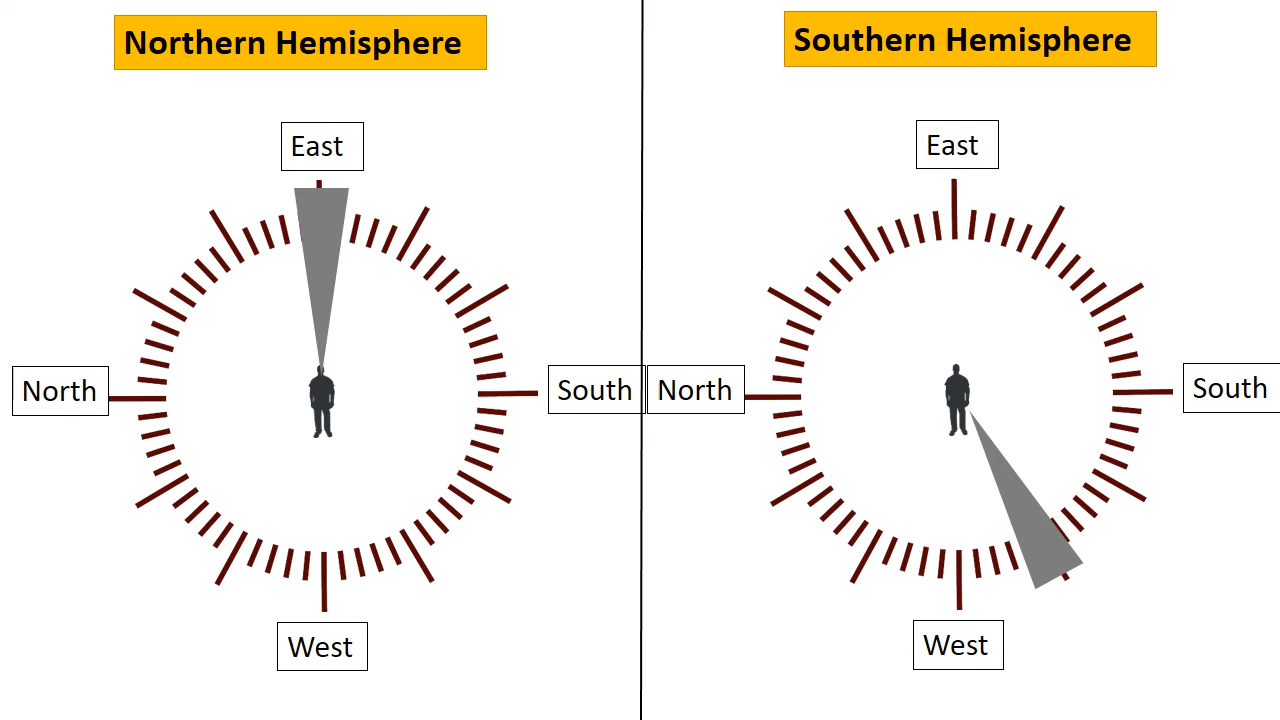 Northern Hemisphere
East
North
South
West
Southern Hemisphere
East
North
South
West